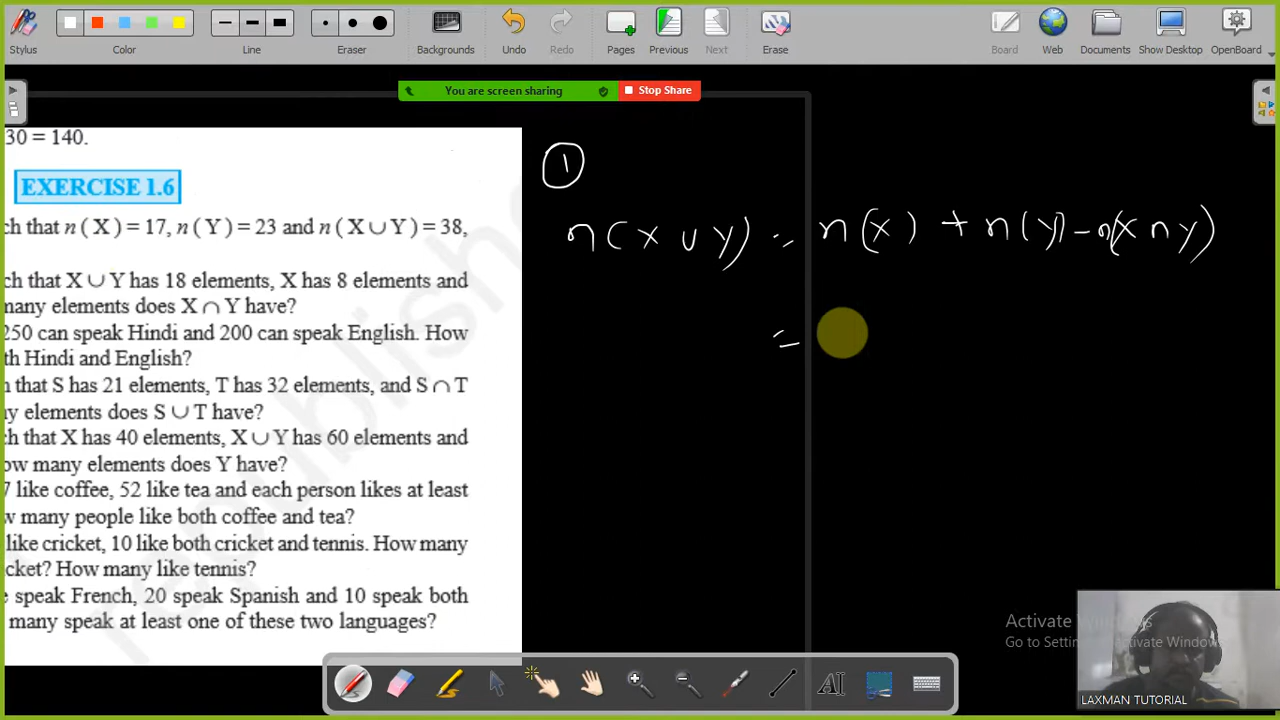 Stylus Color Line Eraser Backgrounds Undo Redo Pages Previous Next Erase Board Web Documents Show Desktop OpenBoard
You are screen sharing Stop Share
30 = 140.
EXERCISE 1.6
ch that n ( X ) = 17, n ( Y ) = 23 and n ( X ∪ Y ) = 38,
ch that X ∪ Y has 18 elements, X has 8 elements and
many elements does X ∩ Y have?
250 can speak Hindi and 200 can speak English. How
th Hindi and English?
h that S has 21 elements, T has 32 elements, and S ∩ T
ny elements does S ∪ T have?
ch that X has 40 elements, X ∪ Y has 60 elements and
ow many elements does Y have?
7 like coffee, 52 like tea and each person likes at least
w many people like both coffee and tea?
like cricket, 10 like both cricket and tennis. How many
cket? How many like tennis?
e speak French, 20 speak Spanish and 10 speak both
many speak at least one of these two languages?
republishe
1
n(X ∪ Y) = n(X) + n(Y) - n(X ∩ Y)
=
Activate Windows
Go to Settings to Activate Windows
LAXMAN TUTORIAL
AI